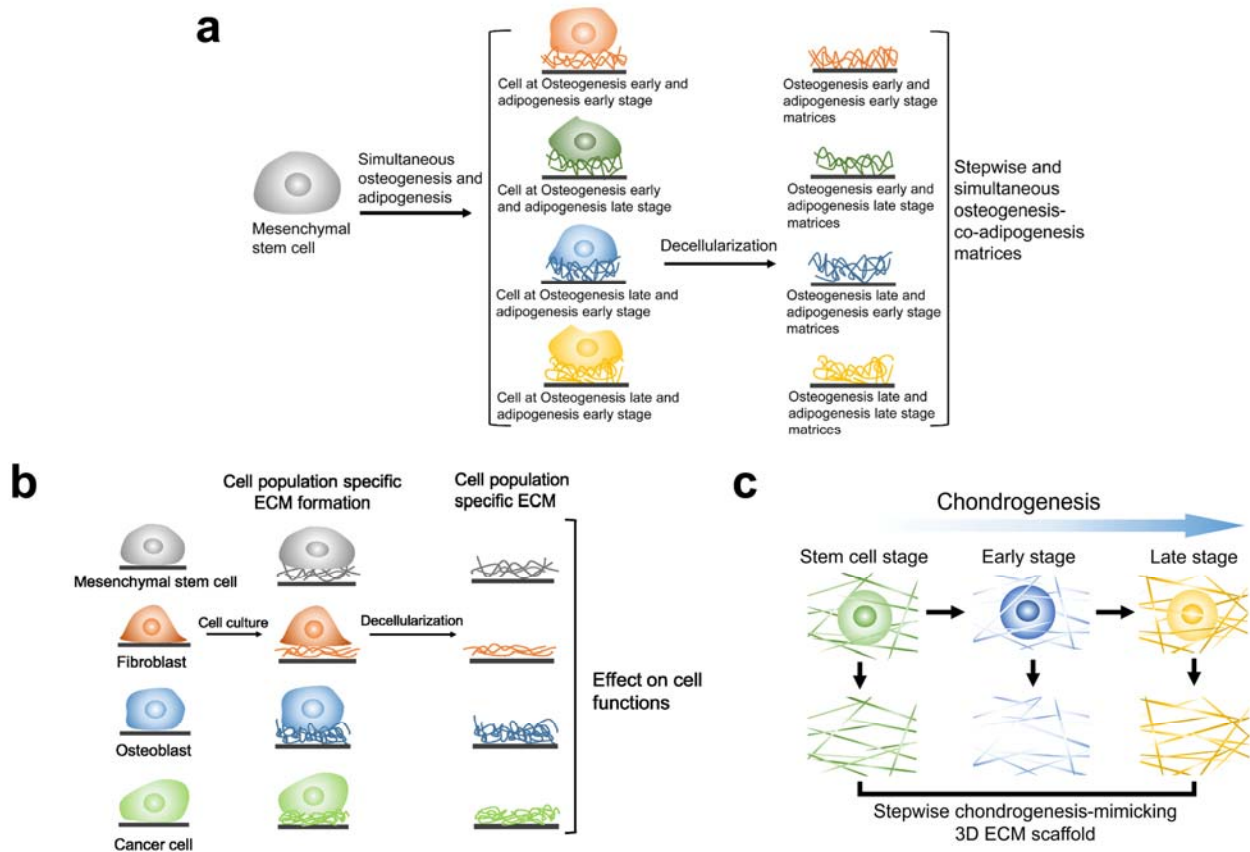 a
Mesenchymal
stem cell
Simultaneous
osteogenesis and
adipogenesis
Cell at Osteogenesis early and
adipogenesis early stage
Cell at Osteogenesis early
and adipogenesis late stage
Cell at Osteogenesis late and
adipogenesis early stage
Cell at Osteogenesis late and
adipogenesis early stage
Decellularization
Osteogenesis early and
adipogenesis early stage
matrices
Osteogenesis early and
adipogenesis late stage
matrices
Osteogenesis late and
adipogenesis early stage
matrices
Osteogenesis late and
adipogenesis late stage
matrices
Stepwise and
simultaneous
osteogenesis-
co-adipogenesis
matrices
b
Cell population specific
ECM formation
Cell population
specific ECM
Mesenchymal stem cell
Fibroblast
Cell culture
Decellularization
Osteoblast
Cancer cell
Effect on cell
functions
c
Chondrogenesis
Stem cell stage
Early stage
Late stage
Stepwise chondrogenesis-mimicking
3D ECM scaffold